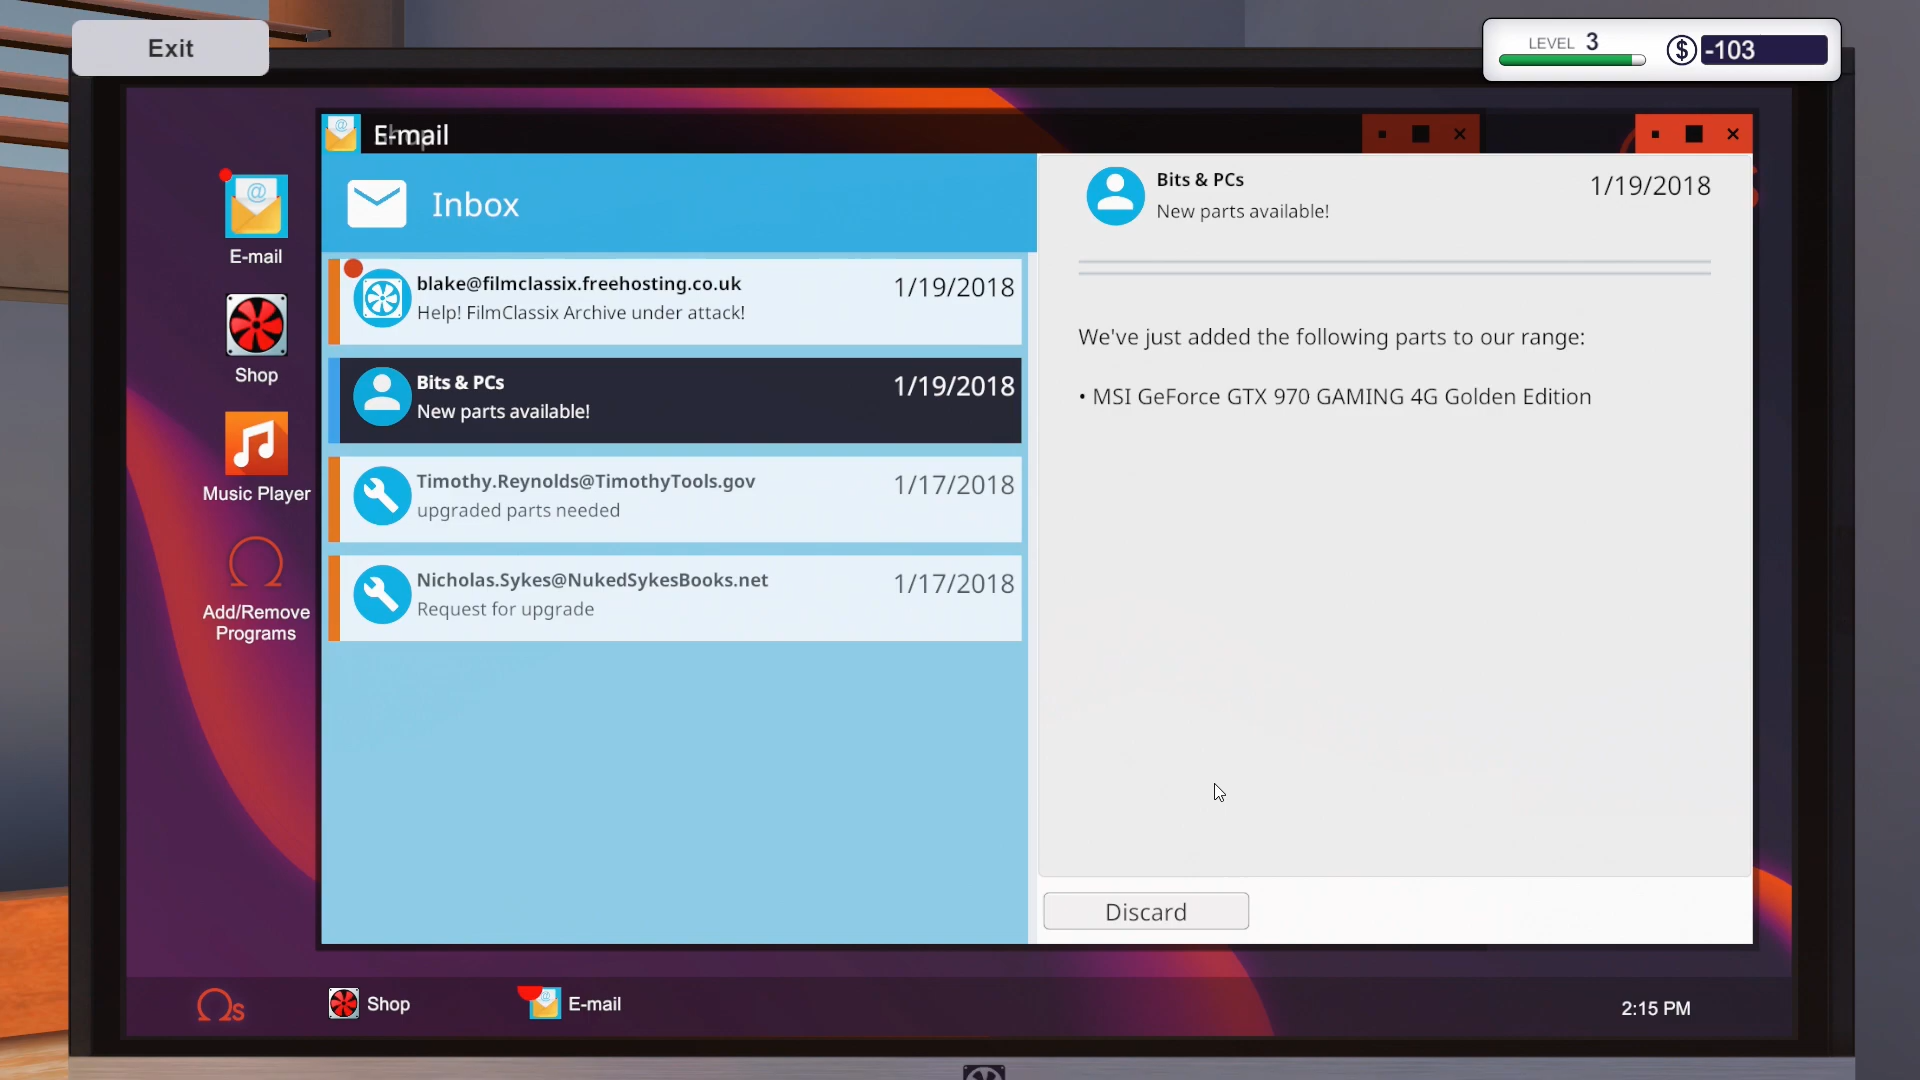 Exit
LEVEL 3
$ -103
E-mail
E-mail
Shop
Music Player
Add/Remove
Programs
Inbox
blake@filmclassix.freehosting.co.uk 1/19/2018
Help! FilmClassix Archive under attack!
Bits & PCs 1/19/2018
New parts available!
Timothy.Reynolds@TimothyTools.gov 1/17/2018
upgraded parts needed
Nicholas.Sykes@NukedSykesBooks.net 1/17/2018
Request for upgrade
Bits & PCs 1/19/2018
New parts available!
We've just added the following parts to our range:
• MSI GeForce GTX 970 GAMING 4G Golden Edition
Discard
Ωs
Shop
E-mail
2:15 PM